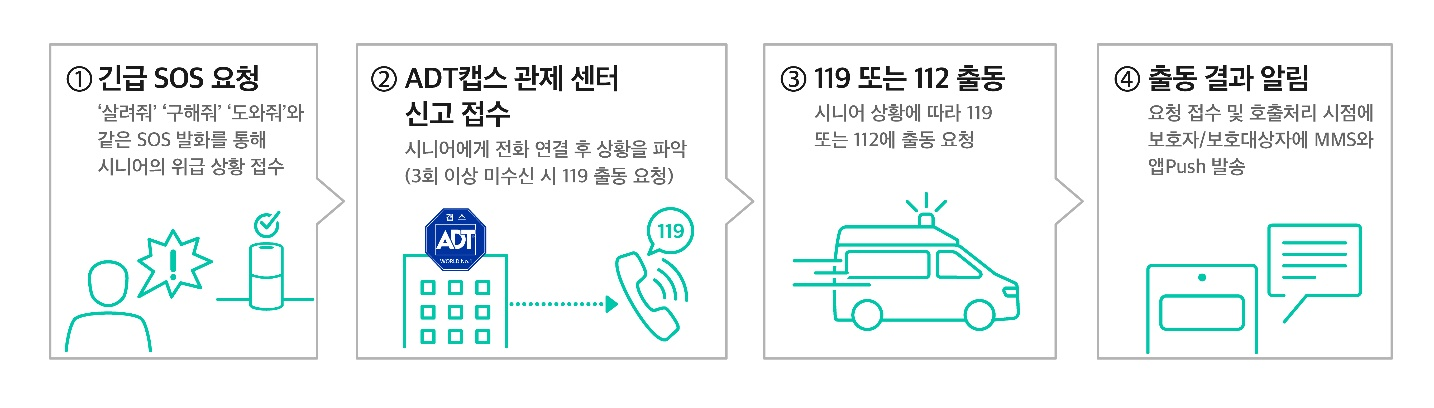 ① 긴급 SOS 요청
‘살려줘’ ‘구해줘’ ‘도와줘’와
같은 SOS 발화를 통해
시니어의 위급 상황 접수
② ADT캡스 관제 센터
신고 접수
시니어에게 전화 연결 후 상황을 파악
(3회 이상 미수신 시 119 출동 요청)
캡스
ADT
WORLD No.1
119
③ 119 또는 112 출동
시니어 상황에 따라 119
또는 112에 출동 요청
④ 출동 결과 알림
요청 접수 및 호출처리 시점에
보호자/보호대상자에 MMS와
앱Push 발송